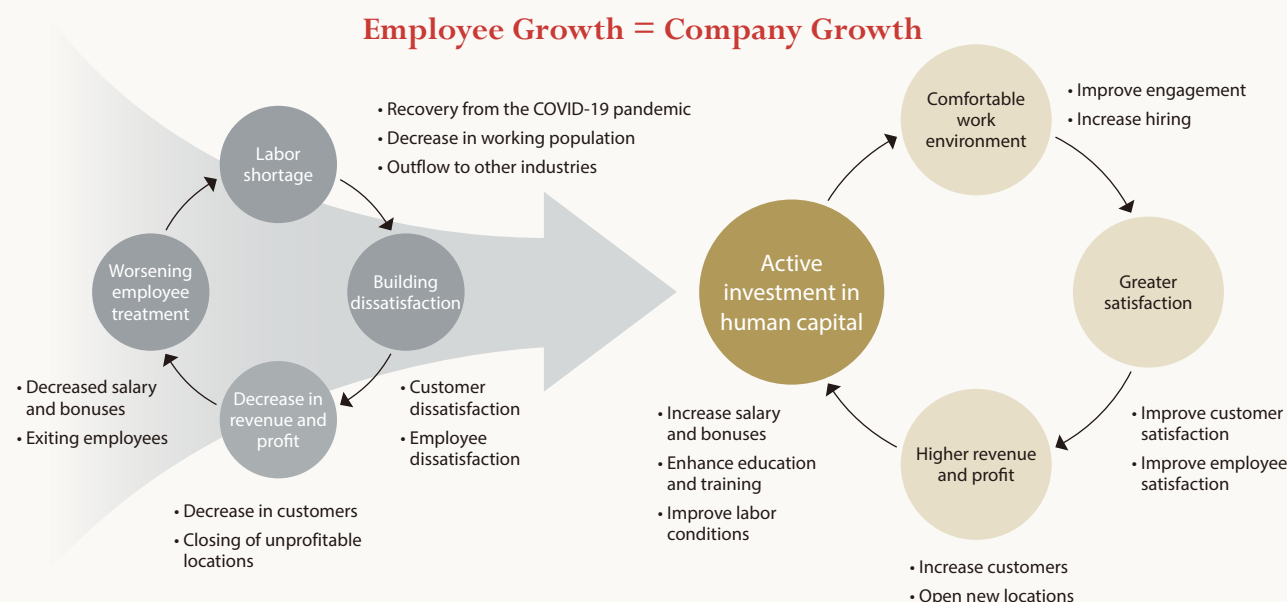 Employee Growth = Company Growth
Labor
shortage
• Recovery from the COVID-19 pandemic
• Decrease in working population
• Outflow to other industries
Building
dissatisfaction
• Customer
dissatisfaction
• Employee
dissatisfaction
Decrease in
revenue and
profit
• Decrease in customers
• Closing of unprofitable
locations
Worsening
employee
treatment
• Decreased salary
and bonuses
• Exiting employees
Active
investment in
human capital
• Increase salary
and bonuses
• Enhance education
and training
• Improve labor
conditions
Comfortable
work
environment
• Improve engagement
• Increase hiring
Greater
satisfaction
• Improve customer
satisfaction
• Improve employee
satisfaction
Higher revenue
and profit
• Increase customers
• Open new locations